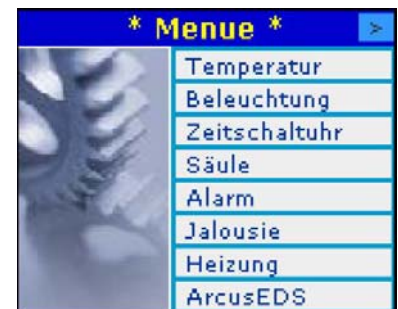 * Menue *
>
Temperatur
Beleuchtung
Zeitschaltuhr
Säule
Alarm
Jalousie
Heizung
ArcusEDS